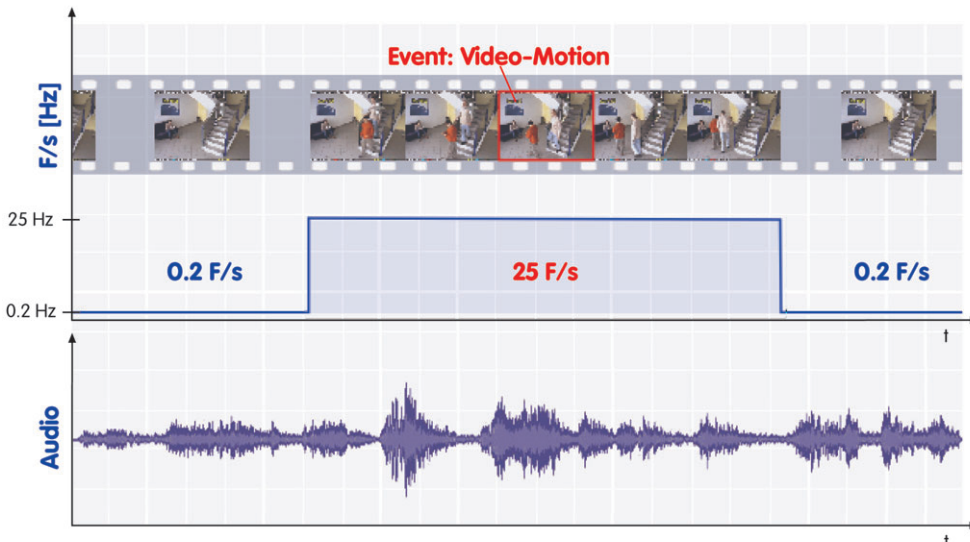 Event: Video-Motion
F/s [Hz]
25 Hz
0.2 F/s
25 F/s
0.2 F/s
0.2 Hz
t
Audio
t